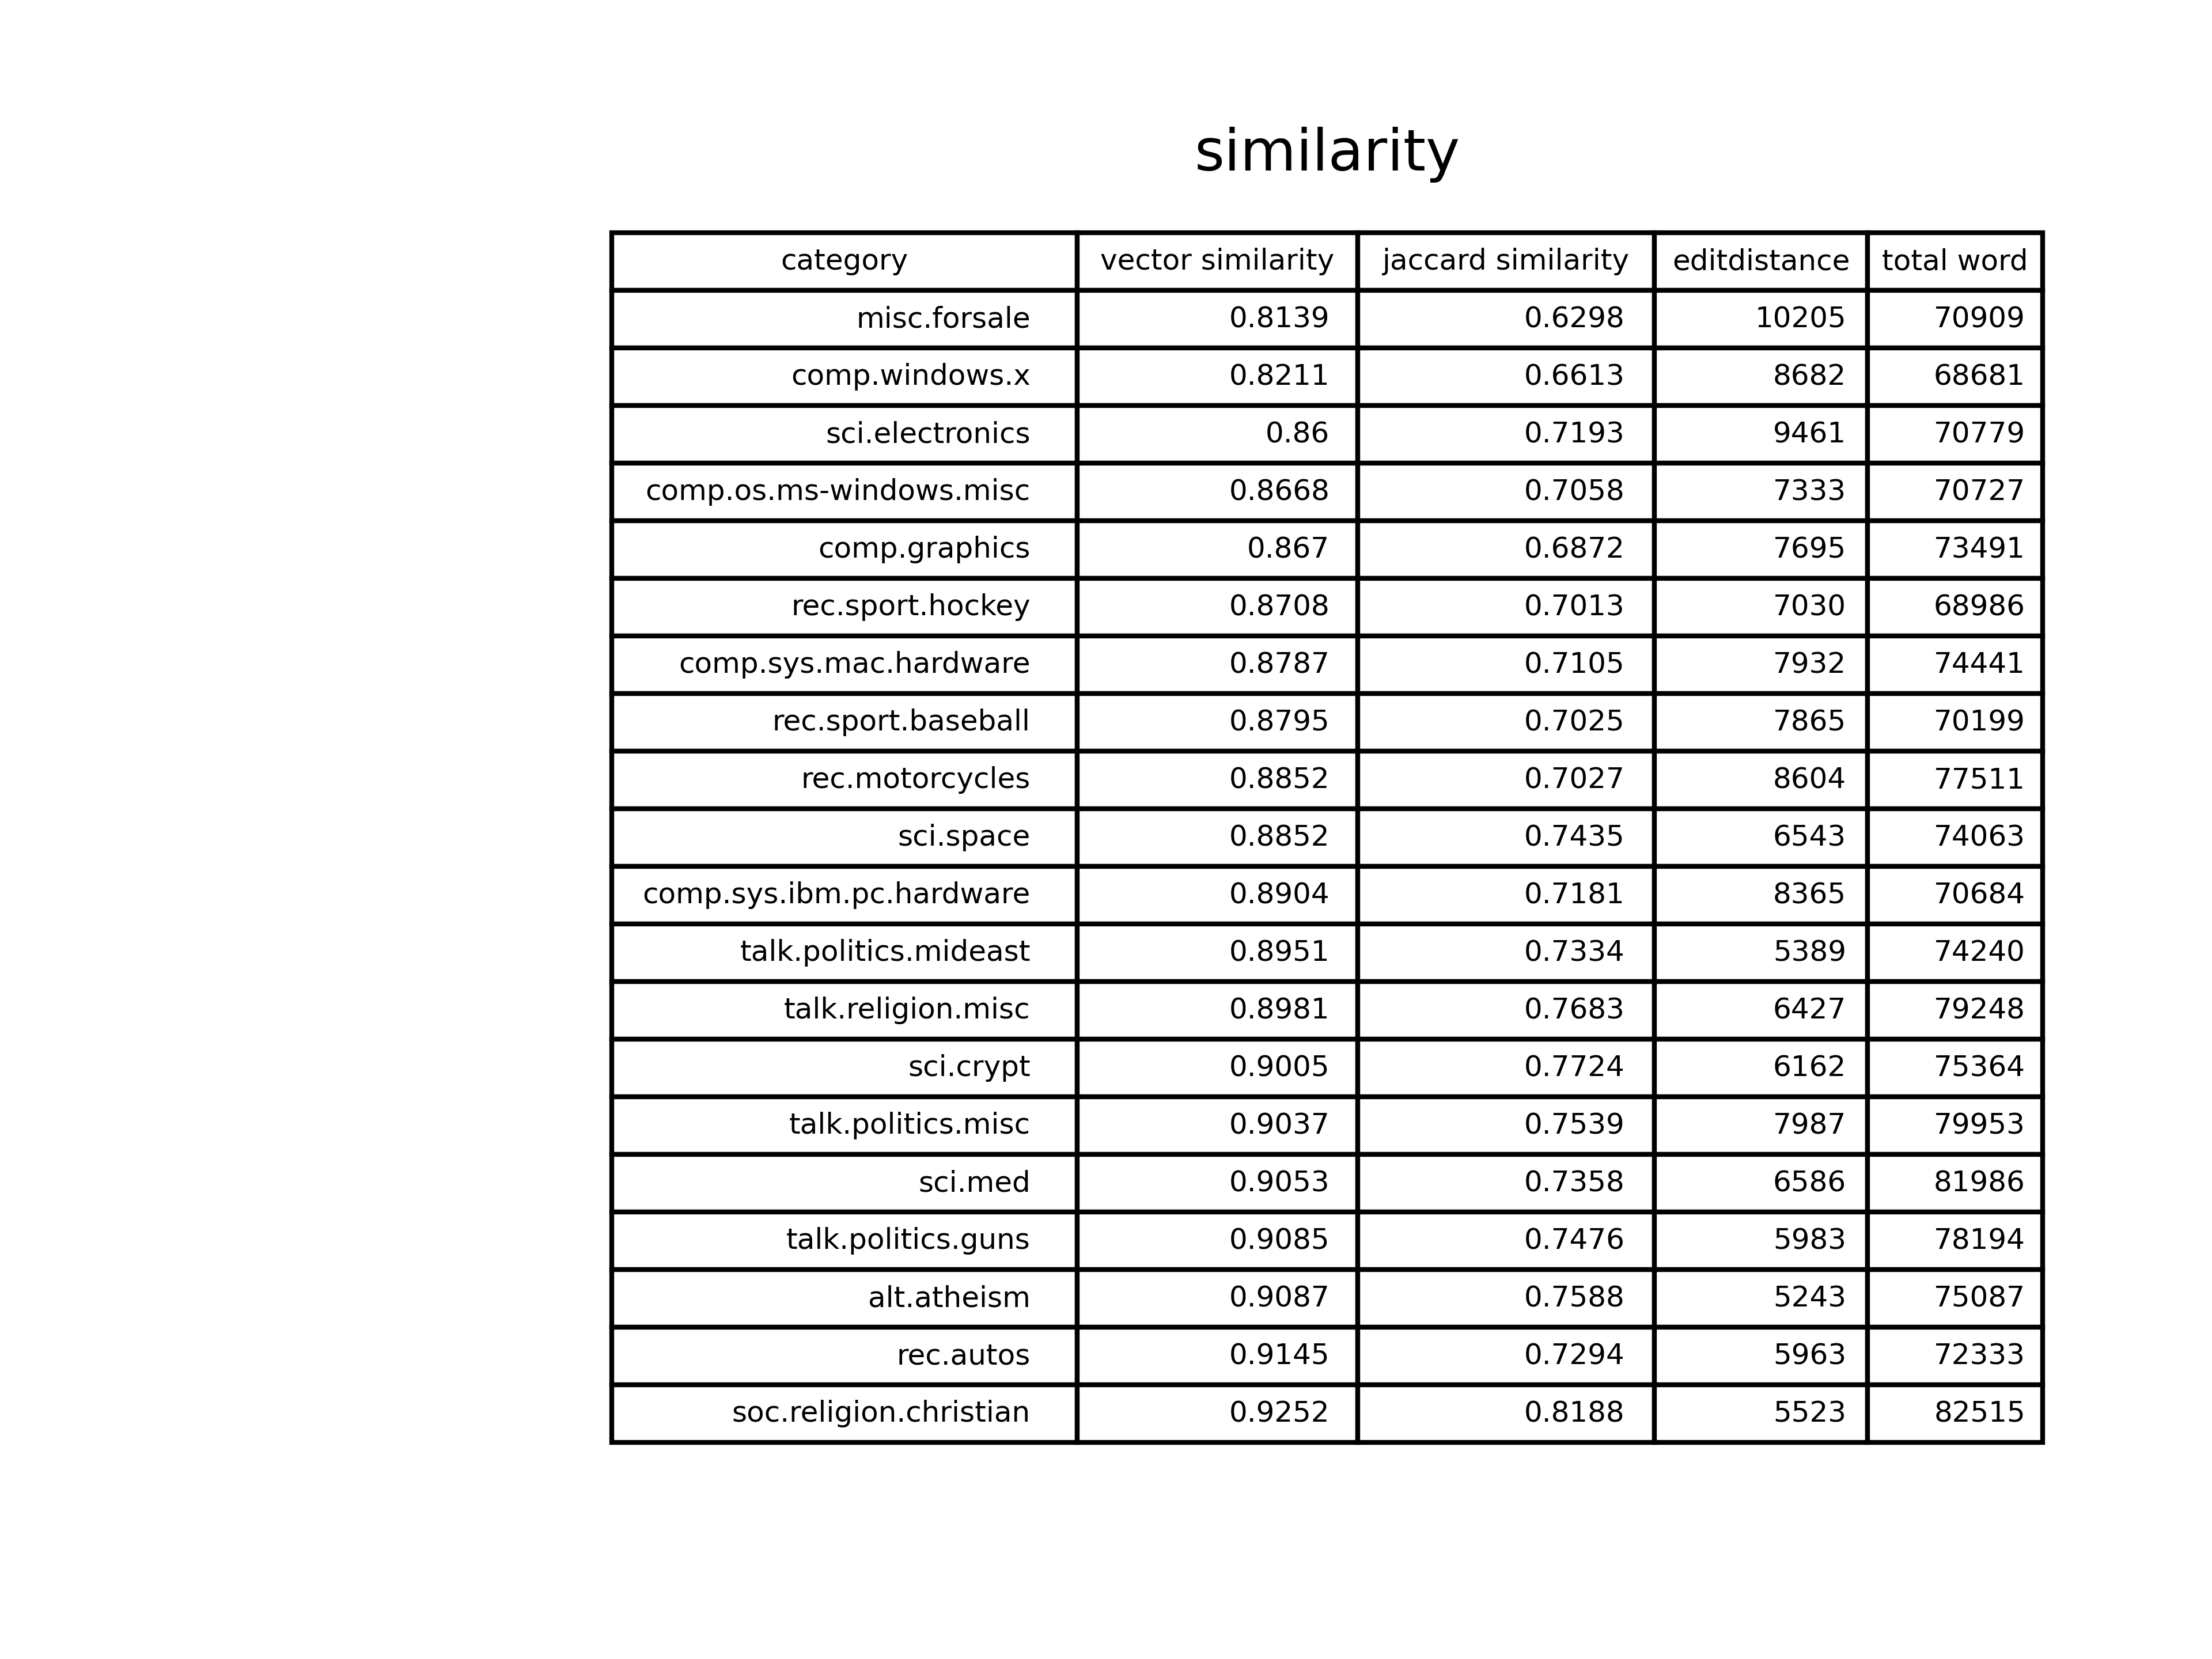 similarity
category vector similarity jaccard similarity editdistance total word
misc.forsale 0.8139 0.6298 10205 70909
comp.windows.x 0.8211 0.6613 8682 68681
sci.electronics 0.86 0.7193 9461 70779
comp.os.ms-windows.misc 0.8668 0.7058 7333 70727
comp.graphics 0.867 0.6872 7695 73491
rec.sport.hockey 0.8708 0.7013 7030 68986
comp.sys.mac.hardware 0.8787 0.7105 7932 74441
rec.sport.baseball 0.8795 0.7025 7865 70199
rec.motorcycles 0.8852 0.7027 8604 77511
sci.space 0.8852 0.7435 6543 74063
comp.sys.ibm.pc.hardware 0.8904 0.7181 8365 70684
talk.politics.mideast 0.8951 0.7334 5389 74240
talk.religion.misc 0.8981 0.7683 6427 79248
sci.crypt 0.9005 0.7724 6162 75364
talk.politics.misc 0.9037 0.7539 7987 79953
sci.med 0.9053 0.7358 6586 81986
talk.politics.guns 0.9085 0.7476 5983 78194
alt.atheism 0.9087 0.7588 5243 75087
rec.autos 0.9145 0.7294 5963 72333
soc.religion.christian 0.9252 0.8188 5523 82515